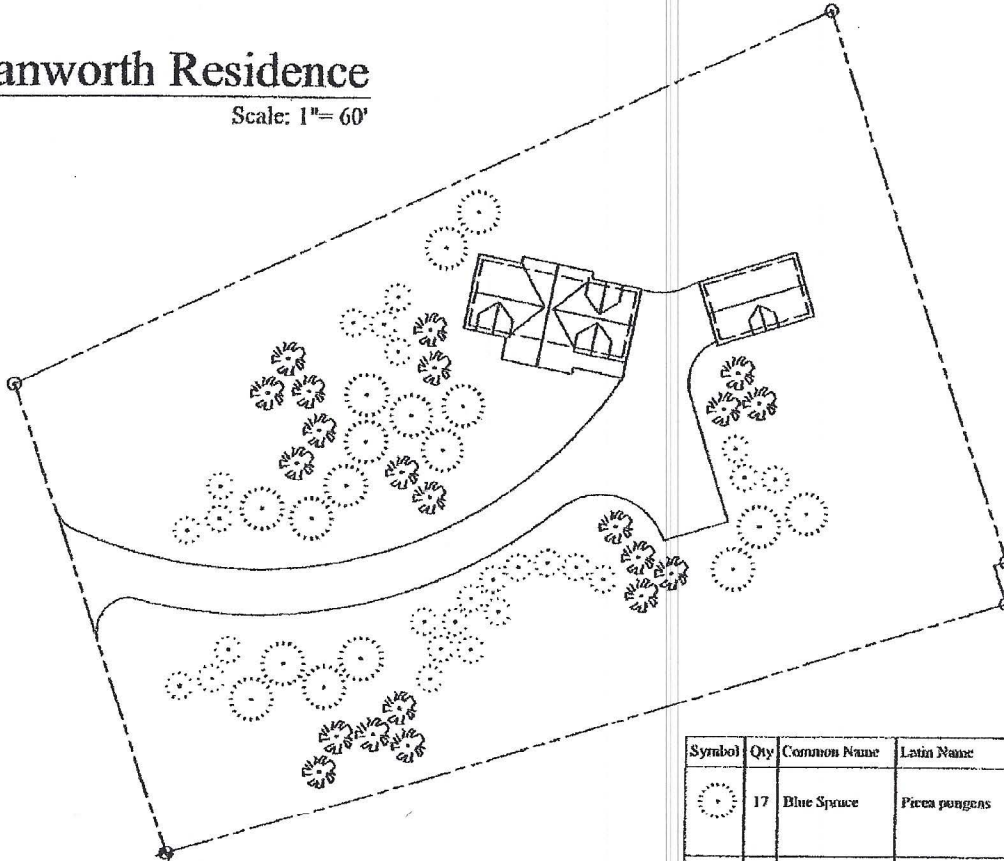 anworth Residence
Scale: 1"= 60'
Symbol Qty Common Name Latin Name
17 Blue Spruce Picea pungens